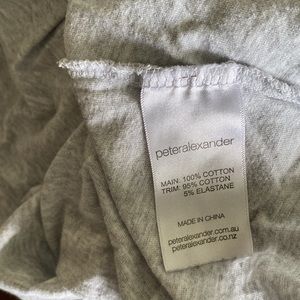 peteralexander
MAIN: 100% COTTON
TRIM: 95% COTTON
5% ELASTANE
MADE IN CHINA
peteralexander.com.au
peteralexander.co.nz